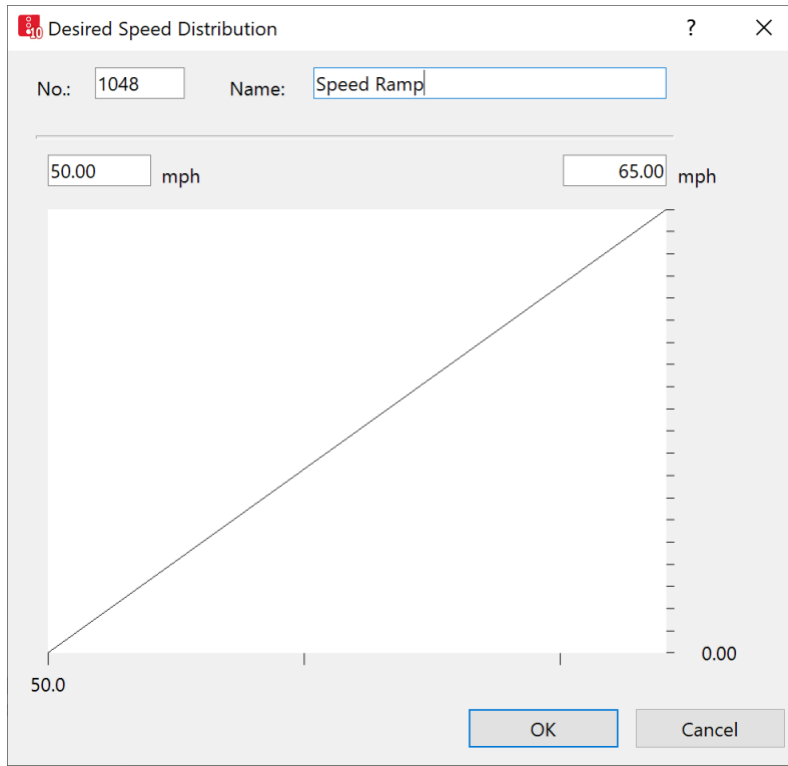 10 Desired Speed Distribution ? X
No.: 1048 Name: Speed Ramp
50.00 mph 65.00 mph
0.00
50.0
OK Cancel